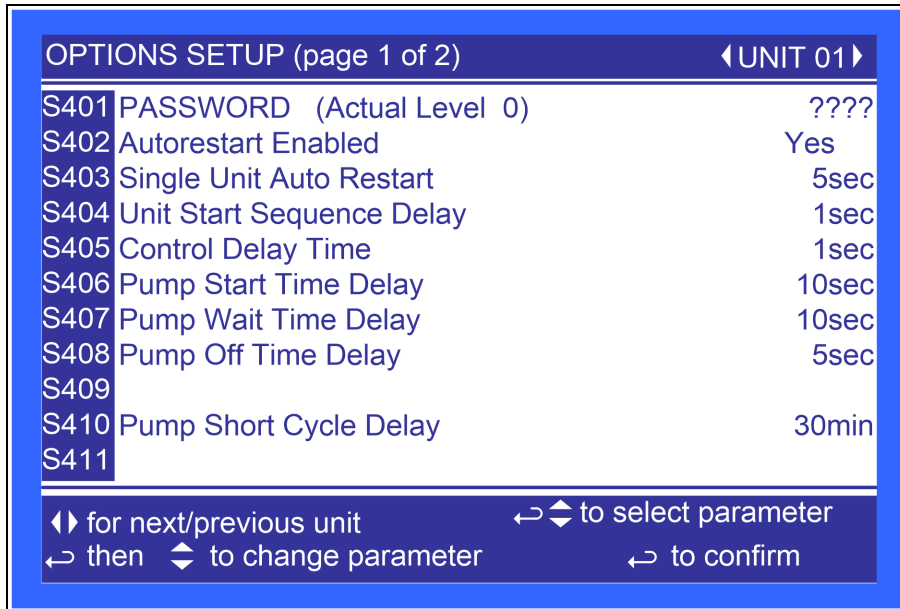 OPTIONS SETUP (page 1 of 2) UNIT 01
S401 PASSWORD (Actual Level 0) ????
S402 Autorestart Enabled Yes
S403 Single Unit Auto Restart 5sec
S404 Unit Start Sequence Delay 1sec
S405 Control Delay Time 1sec
S406 Pump Start Time Delay 10sec
S407 Pump Wait Time Delay 10sec
S408 Pump Off Time Delay 5sec
S409
S410 Pump Short Cycle Delay 30min
S411
for next/previous unit to select parameter
then to change parameter to confirm